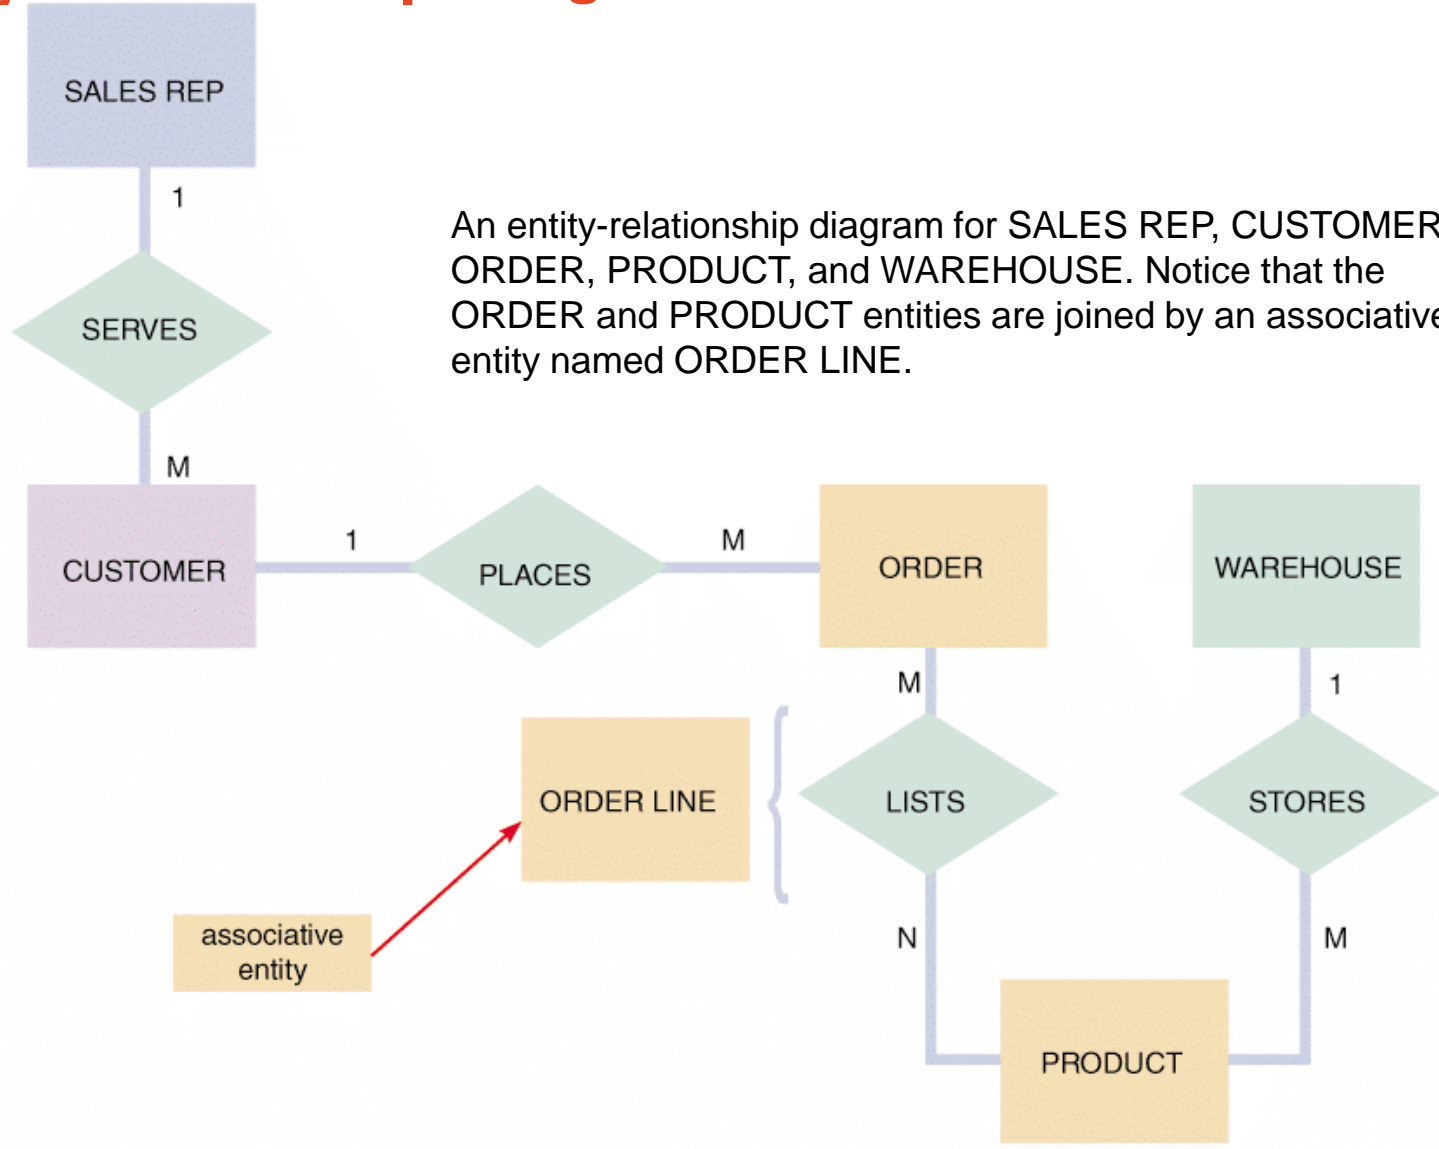 SALES REP
1
An entity-relationship diagram for SALES REP, CUSTOMER
ORDER, PRODUCT, and WAREHOUSE. Notice that the
ORDER and PRODUCT entities are joined by an associative
entity named ORDER LINE.
SERVES
M
CUSTOMER
1
PLACES
M
ORDER
WAREHOUSE
M
1
ORDER LINE
LISTS
STORES
associative
entity
N
M
PRODUCT